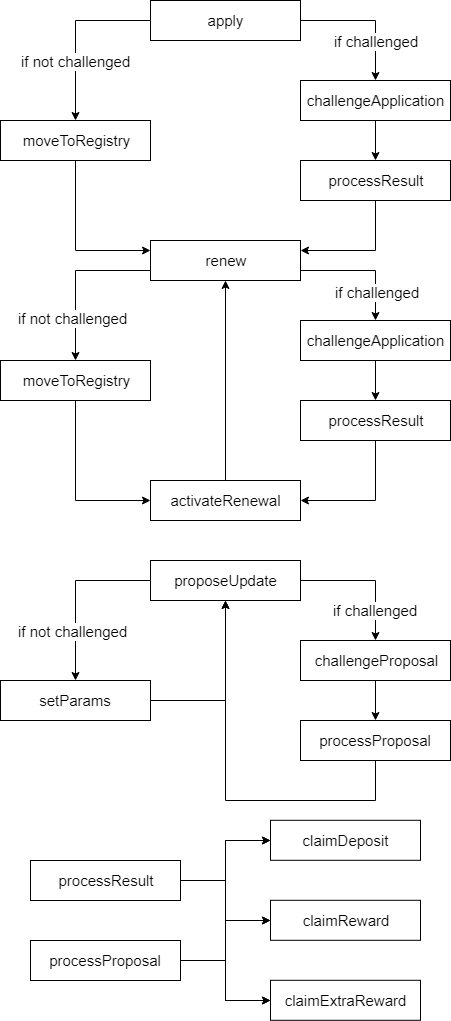 apply
if challenged
if not challenged
challengeApplication
moveToRegistry
processResult
renew
if challenged
if not challenged
challengeApplication
moveToRegistry
processResult
activateRenewal
proposeUpdate
if challenged
if not challenged
challengeProposal
setParams
processProposal
claimDeposit
processResult
claimReward
processProposal
claimExtraReward